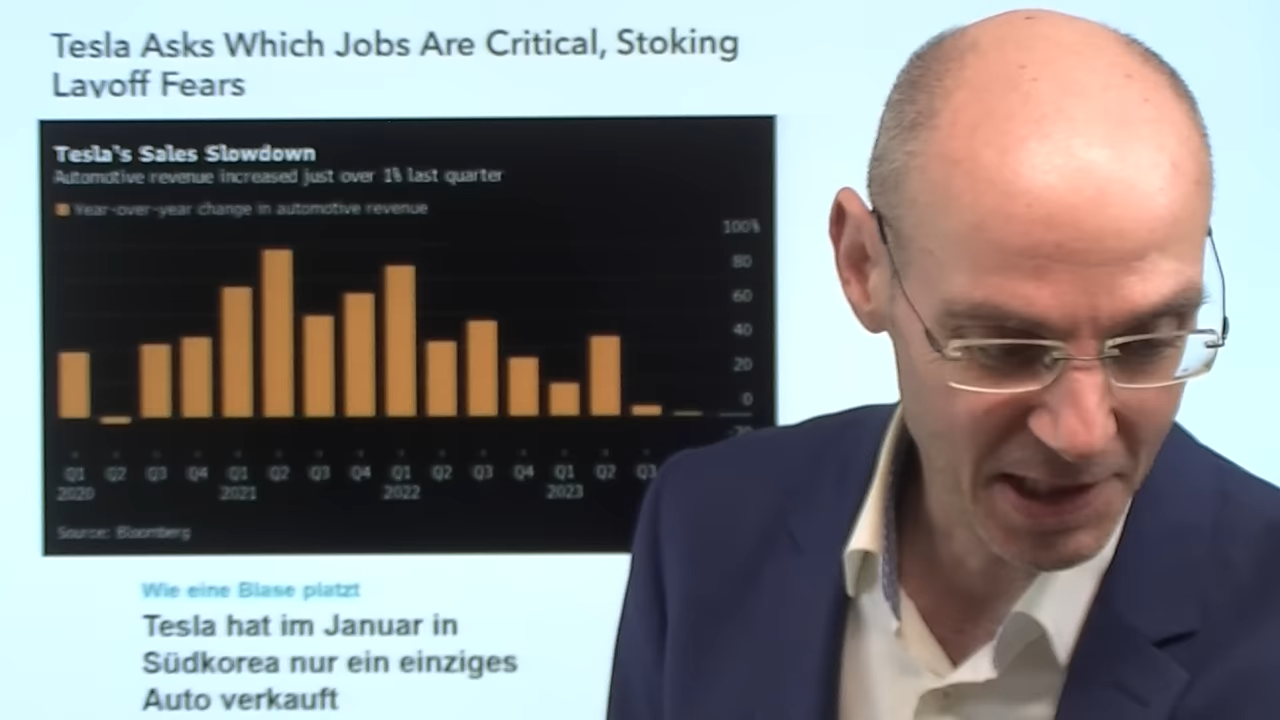 Tesla Asks Which Jobs Are Critical, Stoking
Layoff Fears
Tesla's Sales Slowdown
Automotive revenue increased just over 1% last quarter
Year-over-year change in automotive revenue
100%
80
60
40
20
0
Q1 Q2 Q3 Q4 Q1 Q2 Q3 Q4 Q1 Q2 Q3 Q4 Q1 Q2 Q3
2020 2021 2022 2023
Source: Bloomberg
Wie eine Blase platzt
Tesla hat im Januar in
Südkorea nur ein einziges
Auto verkauft